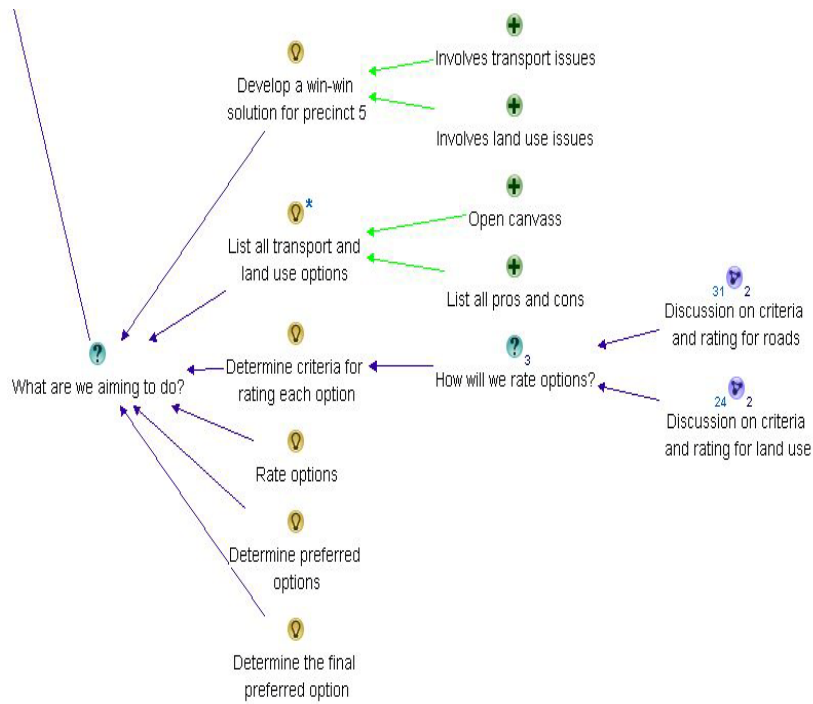 Involves transport issues
Develop a win-win
solution for precinct 5
Involves land use issues
*
Open canvass
List all transport and
land use options
List all pros and cons
31 2
Discussion on criteria
and rating for roads
?
What are we aiming to do?
Determine criteria for
rating each option
? 3
How will we rate options?
24 2
Discussion on criteria
and rating for land use
Rate options
Determine preferred
options
Determine the final
preferred option